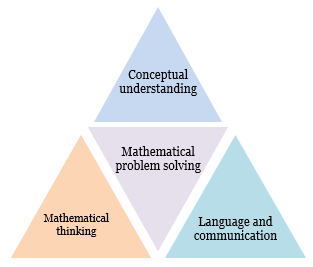 Conceptual
understanding
Mathematical
problem solving
Mathematical
thinking
Language and
communication